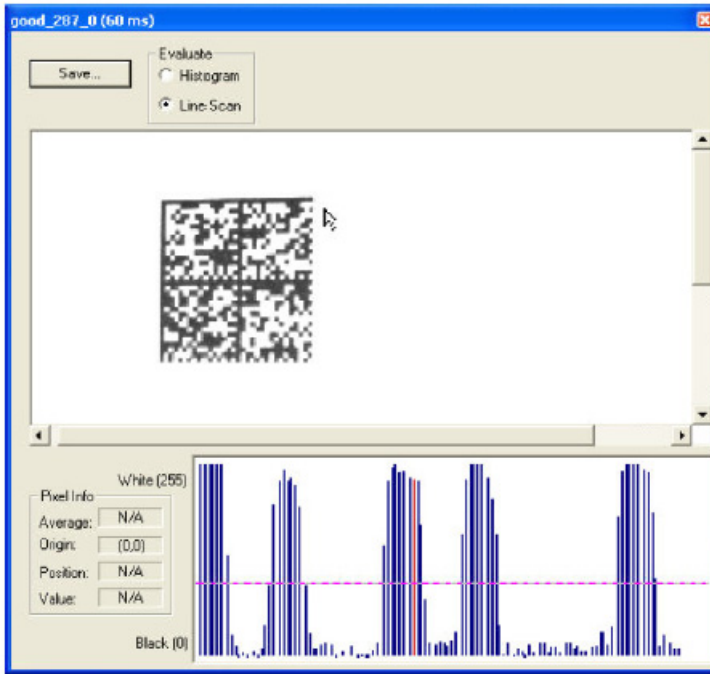 good_287_0 (60 ms)
Save...
Evaluate
Histogram
Line Scan
White (255)
Pixel Info
Average: N/A
Origin: (0,0)
Position: N/A
Value: N/A
Black (0)